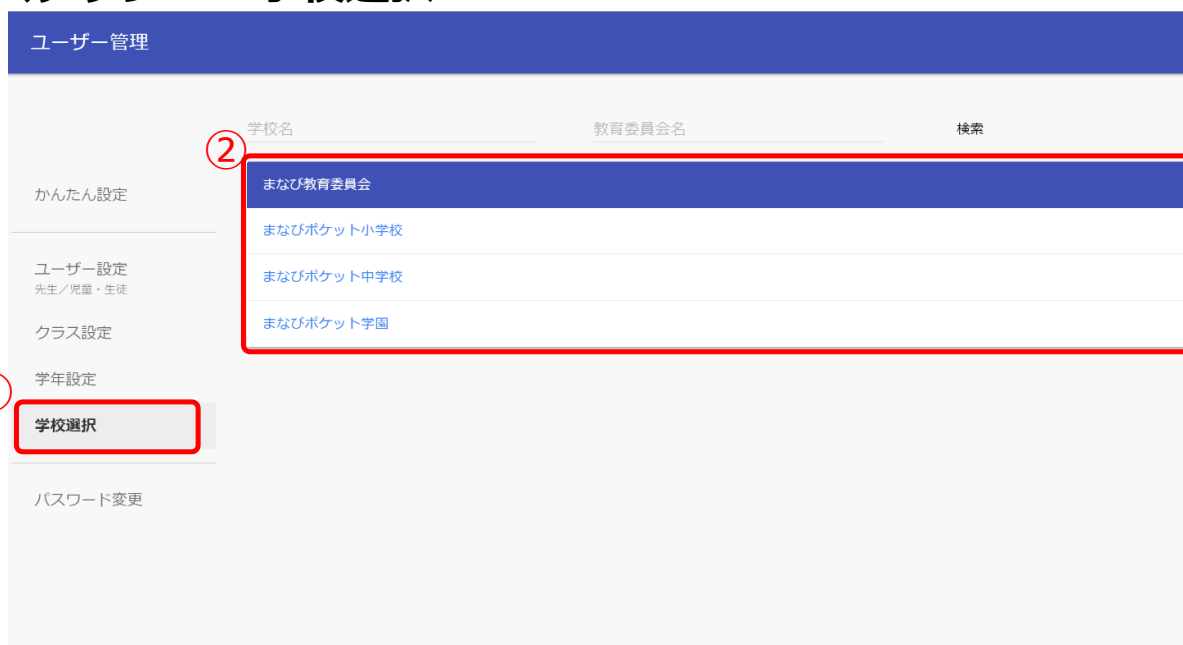 ユーザー管理
学校名 教育委員会名 検索
②
かんたん設定
まなび教育委員会
まなびポケット小学校
ユーザー設定
先生／児童・生徒
まなびポケット中学校
クラス設定
まなびポケット学園
学年設定
学校選択
パスワード変更